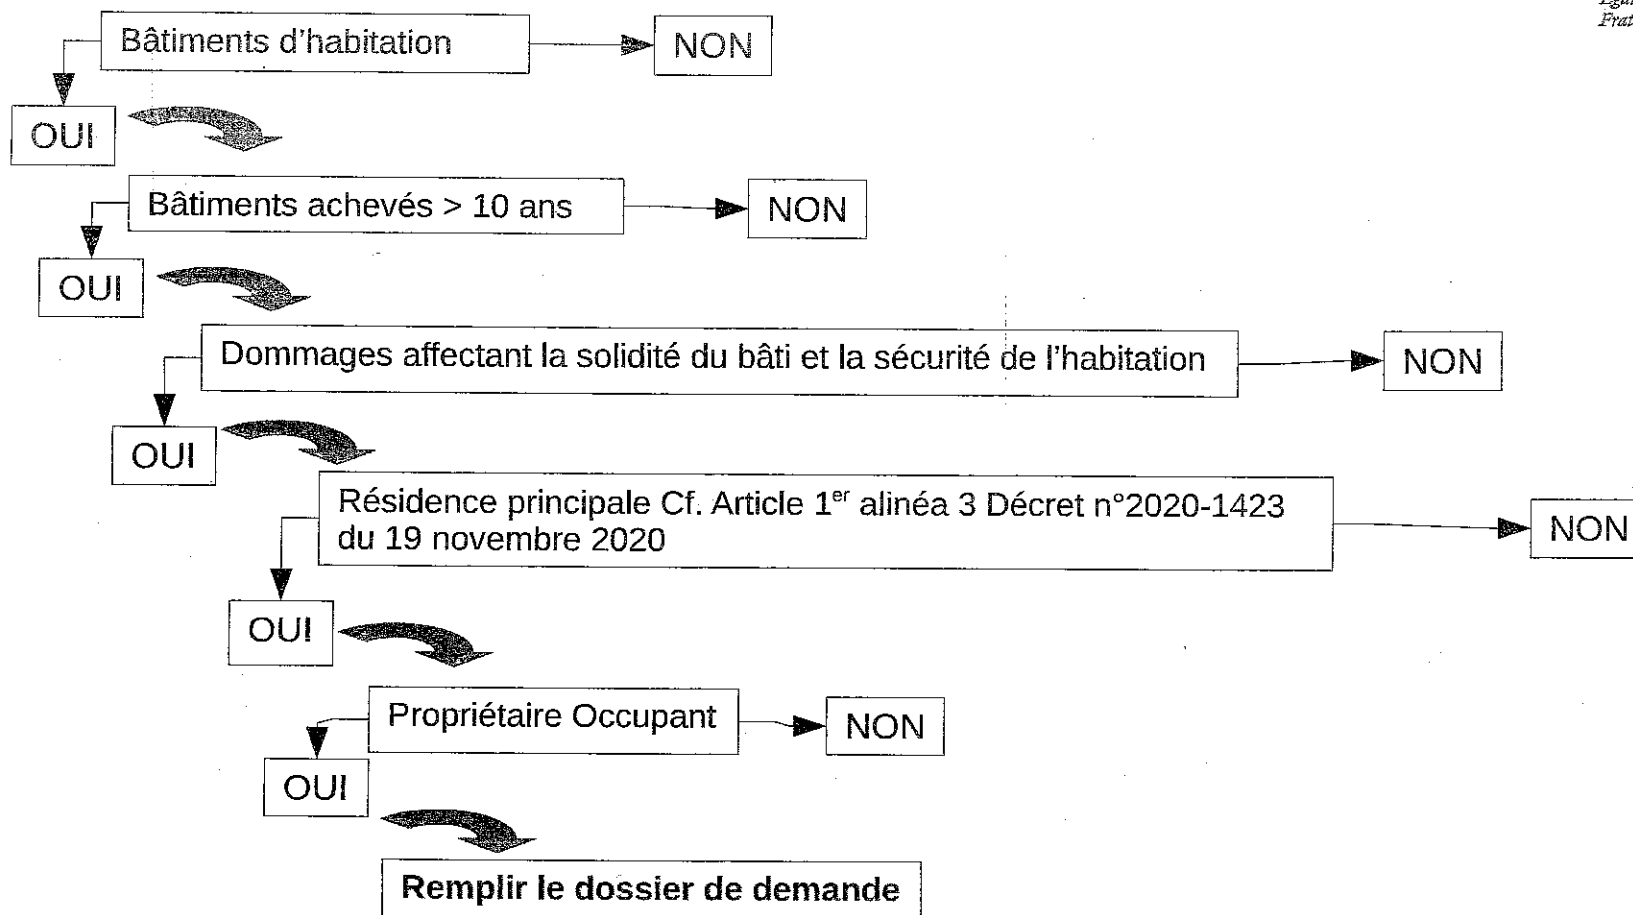 Bâtiments d'habitation
NON
OUI
Bâtiments achevés > 10 ans
NON
OUI
Dommages affectant la solidité du bâti et la sécurité de l'habitation
NON
OUI
Résidence principale Cf. Article 1er alinéa 3 Décret n°2020-1423
du 19 novembre 2020
NON
OUI
Propriétaire Occupant
NON
OUI
Remplir le dossier de demande